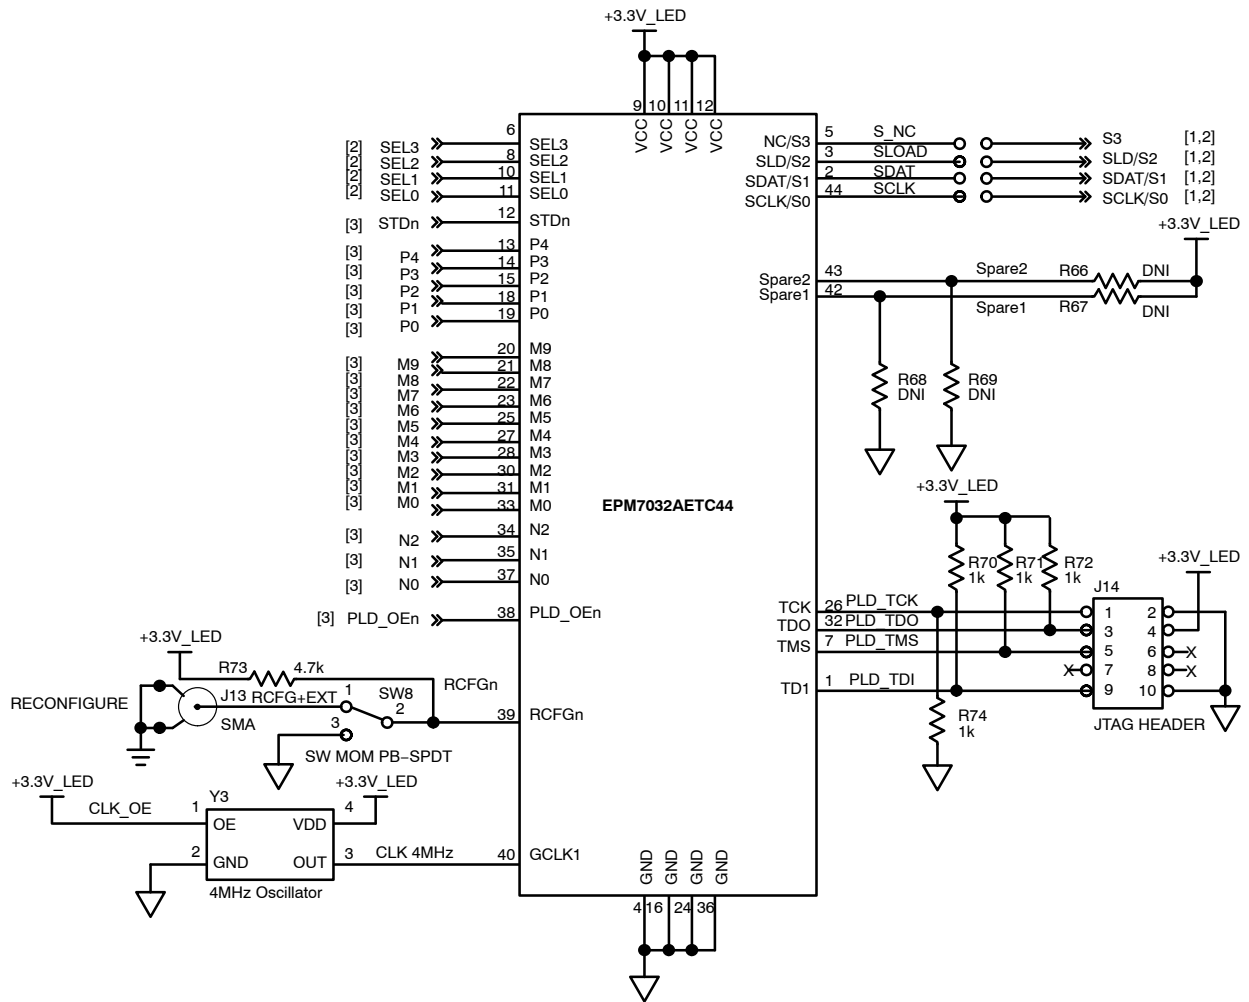 +3.3V_LED
9 10 11 12
VCC VCC VCC VCC
[2] SEL3 6 SEL3
[2] SEL2 8 SEL2
[2] SEL1 10 SEL1
[2] SEL0 11 SEL0
[3] STDn 12 STDn
[3] P4 13 P4
[3] P3 14 P3
[3] P2 15 P2
[3] P1 18 P1
[3] P0 19 P0
[3] M9 20 M9
[3] M8 21 M8
[3] M7 22 M7
[3] M6 23 M6
[3] M5 25 M5
[3] M4 27 M4
[3] M3 28 M3
[3] M2 30 M2
[3] M1 31 M1
[3] M0 33 M0
[3] N2 34 N2
[3] N1 35 N1
[3] N0 37 N0
[3] PLD_OEn 38 PLD_OEn
EPM7032AETC44
NC/S3 5 S_NC S3 [1,2]
SLD/S2 3 SLOAD SLD/S2 [1,2]
SDAT/S1 2 SDAT SDAT/S1 [1,2]
SCLK/S0 44 SCLK SCLK/S0 [1,2]
+3.3V_LED
Spare2 43 Spare2 R66 DNI
Spare1 42 Spare1 R67 DNI
R68 DNI
R69 DNI
+3.3V_LED
R70 1k
R71 1k
R72 1k
+3.3V_LED
J14
TCK 26 PLD_TCK 1 2
TDO 32 PLD_TDO 3 4
TMS 7 PLD_TMS 5 6 X
X 7 8 X
TD1 1 PLD_TDI 9 10
R74 1k
JTAG HEADER
+3.3V_LED
R73 4.7k
RCFGn
RECONFIGURE
J13 RCFG+EXT 1 SW8
2
SMA
3
39 RCFGn
SW MOM PB-SPDT
+3.3V_LED
+3.3V_LED
CLK_OE 1 Y3 4
OE VDD
2 GND OUT 3 CLK 4MHz 40 GCLK1
4MHz Oscillator
GND GND GND GND
4 16 24 36